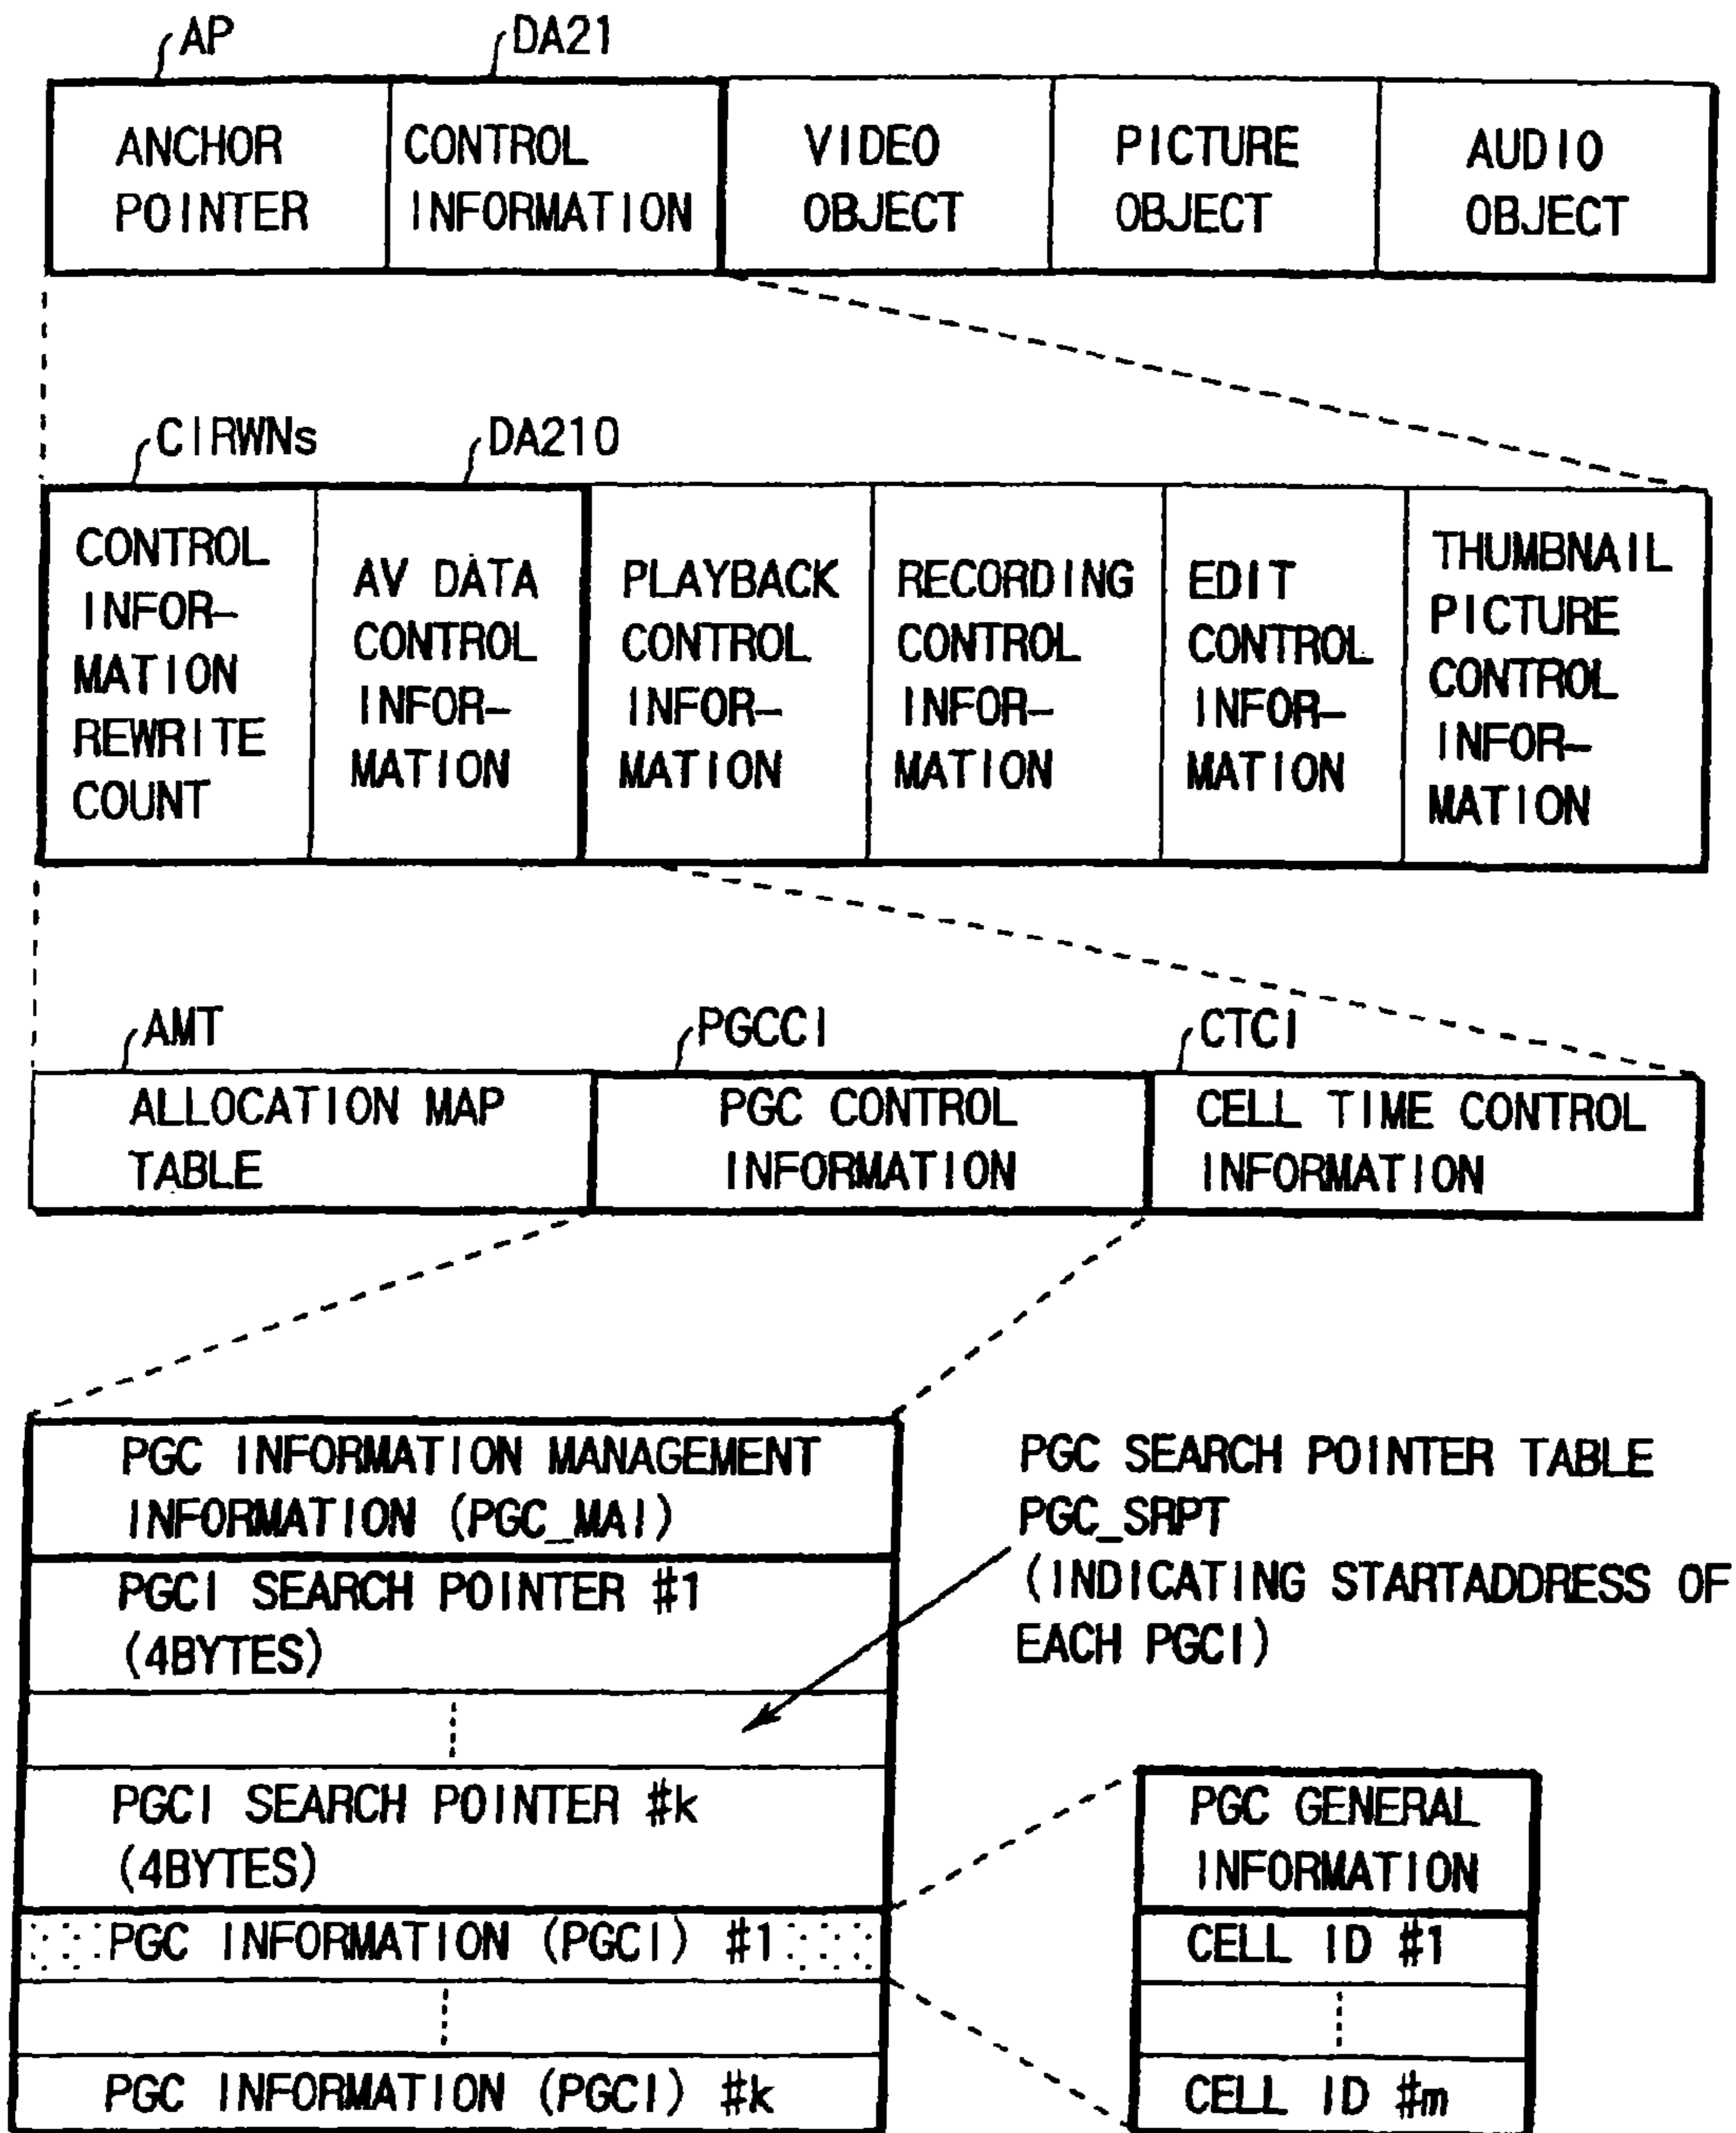 AP
DA21
ANCHOR
POINTER
CONTROL
INFORMATION
VIDEO
OBJECT
PICTURE
OBJECT
AUDIO
OBJECT
CIRWNs
DA210
CONTROL
INFOR-
MATION
REWRITE
COUNT
AV DATA
CONTROL
INFOR-
MATION
PLAYBACK
CONTROL
INFOR-
MATION
RECORDING
CONTROL
INFOR-
MATION
EDIT
CONTROL
INFOR-
MATION
THUMBNAIL
PICTURE
CONTROL
INFOR-
MATION
AMT
PGCCI
CTCI
ALLOCATION MAP
TABLE
PGC CONTROL
INFORMATION
CELL TIME CONTROL
INFORMATION
PGC INFORMATION MANAGEMENT
INFORMATION (PGC_MAI)
PGCI SEARCH POINTER #1
(4BYTES)
PGCI SEARCH POINTER #k
(4BYTES)
PGC INFORMATION (PGCI) #1
PGC INFORMATION (PGCI) #k
PGC SEARCH POINTER TABLE
PGC_SRPT
(INDICATING STARTADDRESS OF
EACH PGCI)
PGC GENERAL
INFORMATION
CELL ID #1
CELL ID #m